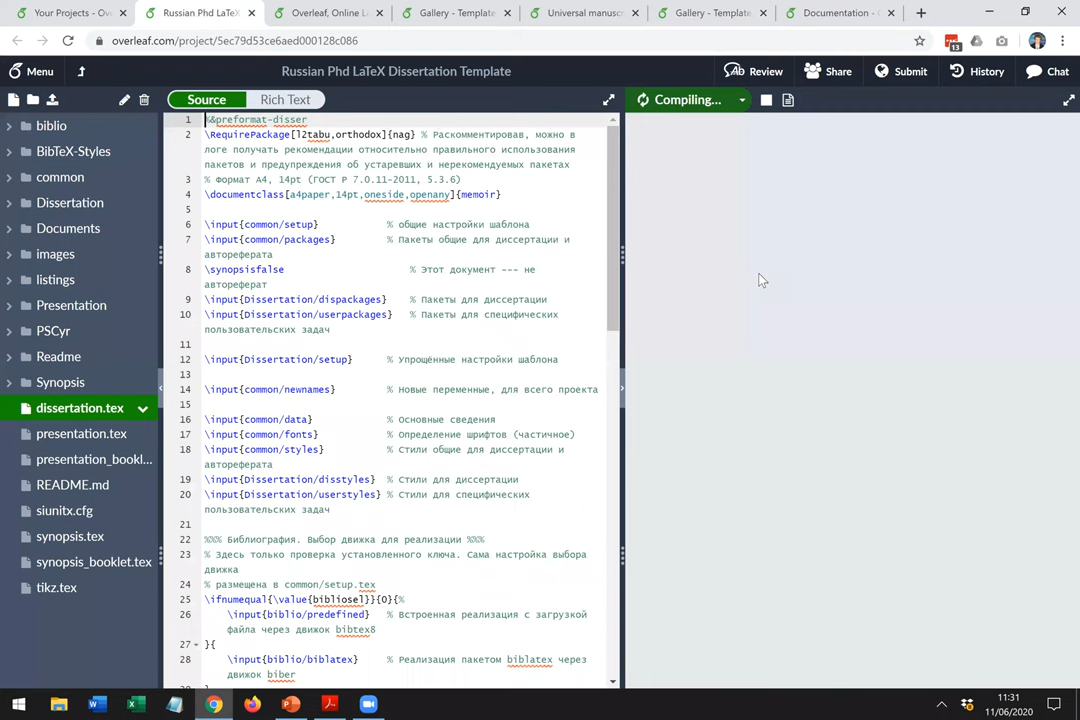 Your Projects - Ove
Russian Phd LaTeX
Overleaf, Online La
Gallery - Template
Universal manuscr
Gallery - Template
Documentation - O
overleaf.com/project/5ec79d53ce6aed000128c086
13
Menu
Russian Phd LaTeX Dissertation Template
Review
Share
Submit
History
Chat
Source
Rich Text
Compiling...
biblio
BibTeX-Styles
common
Dissertation
Documents
images
listings
Presentation
PSCyr
Readme
Synopsis
dissertation.tex
presentation.tex
presentation_bookl...
README.md
siunitx.cfg
synopsis.tex
synopsis_booklet.tex
tikz.tex
1 %&preformat-disser
2 \RequirePackage[l2tabu,orthodox]{nag} % Раскомментировав, можно в
логе получать рекомендации относительно правильного использования
пакетов и предупреждения об устаревших и нерекомендуемых пакетах
3 % Формат А4, 14pt (ГОСТ Р 7.0.11-2011, 5.3.6)
4 \documentclass[a4paper,14pt,oneside,openany]{memoir}
5
6 \input{common/setup} % общие настройки шаблона
7 \input{common/packages} % Пакеты общие для диссертации и
автореферата
8 \synopsisfalse % Этот документ --- не
автореферат
9 \input{Dissertation/dispackages} % Пакеты для диссертации
10 \input{Dissertation/userpackages} % Пакеты для специфических
пользовательских задач
11
12 \input{Dissertation/setup} % Упрощённые настройки шаблона
13
14 \input{common/newnames} % Новые переменные, для всего проекта
15
16 \input{common/data} % Основные сведения
17 \input{common/fonts} % Определение шрифтов (частичное)
18 \input{common/styles} % Стили общие для диссертации и
автореферата
19 \input{Dissertation/disstyles} % Стили для диссертации
20 \input{Dissertation/userstyles} % Стили для специфических
пользовательских задач
21
22 %%% Библиография. Выбор движка для реализации %%%
23 % Здесь только проверка установленного ключа. Сама настройка выбора
движка
24 % размещена в common/setup.tex
25 \ifnumequal{\value{bibliosel}}{0}{%
26 \input{biblio/predefined} % Встроенная реализация с загрузкой
файла через движок bibtex8
27 }{
28 \input{biblio/biblatex} % Реализация пакетом biblatex через
движок biber
11:31
11/06/2020